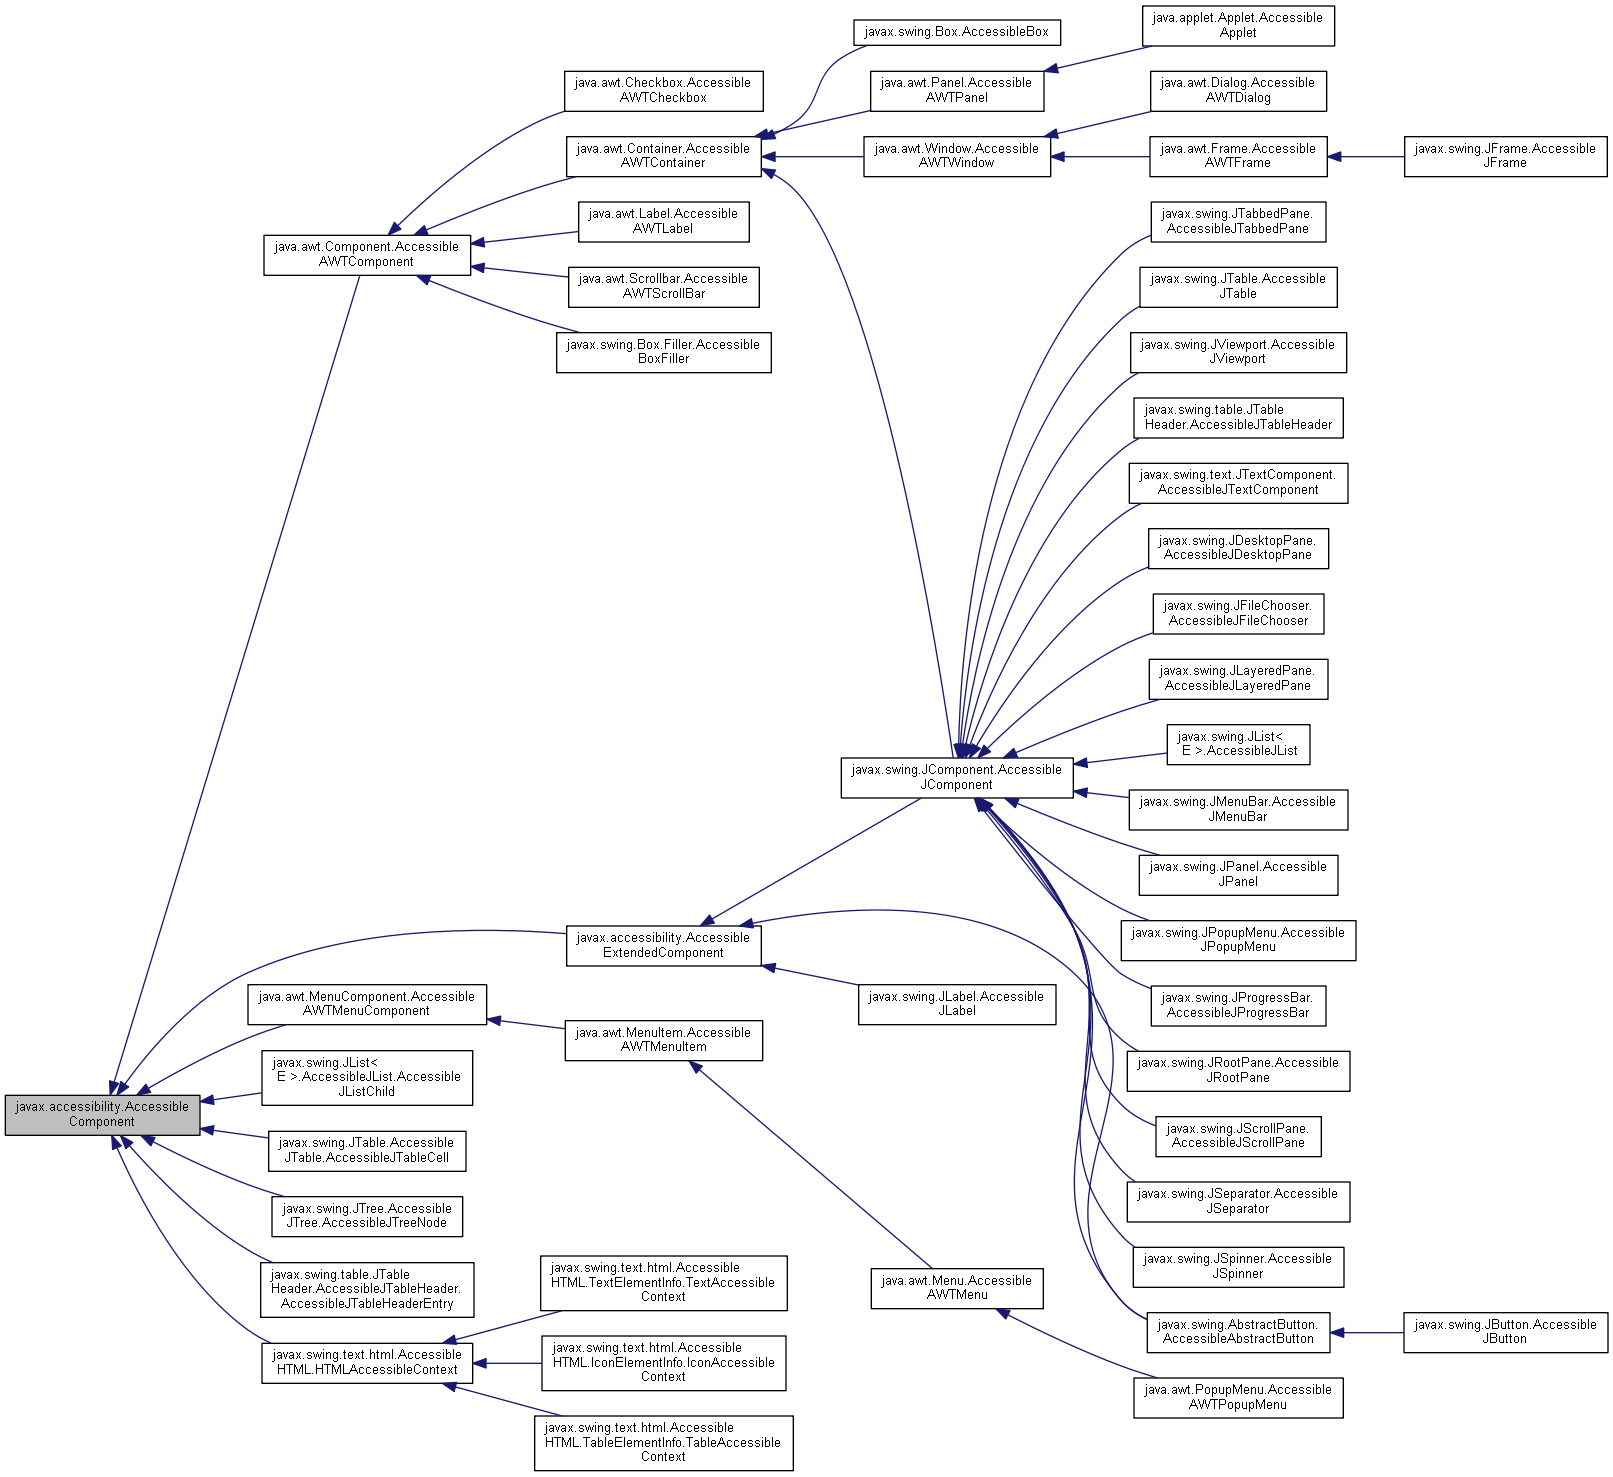 javax.swing.Box.AccessibleBox
java.applet.Applet.Accessible
Applet
java.awt.Checkbox.Accessible
AWTCheckbox
java.awt.Panel.Accessible
AWTPanel
java.awt.Dialog.Accessible
AWTDialog
java.awt.Container.Accessible
AWTContainer
java.awt.Window.Accessible
AWTWindow
java.awt.Frame.Accessible
AWTFrame
javax.swing.JFrame.Accessible
JFrame
java.awt.Label.Accessible
AWTLabel
javax.swing.JTabbedPane.
AccessibleJTabbedPane
java.awt.Component.Accessible
AWTComponent
java.awt.Scrollbar.Accessible
AWTScrollBar
javax.swing.JTable.Accessible
JTable
javax.swing.Box.Filler.Accessible
BoxFiller
javax.swing.JViewport.Accessible
JViewport
javax.swing.table.JTable
Header.AccessibleJTableHeader
javax.swing.text.JTextComponent.
AccessibleJTextComponent
javax.swing.JDesktopPane.
AccessibleJDesktopPane
javax.swing.JFileChooser.
AccessibleJFileChooser
javax.swing.JLayeredPane.
AccessibleJLayeredPane
javax.swing.JList<
E >.AccessibleJList
javax.swing.JComponent.Accessible
JComponent
javax.swing.JMenuBar.Accessible
JMenuBar
javax.swing.JPanel.Accessible
JPanel
javax.accessibility.Accessible
ExtendedComponent
javax.swing.JPopupMenu.Accessible
JPopupMenu
java.awt.MenuComponent.Accessible
AWTMenuComponent
javax.swing.JLabel.Accessible
JLabel
javax.swing.JProgressBar.
AccessibleJProgressBar
java.awt.MenuItem.Accessible
AWTMenuItem
javax.swing.JList<
E >.AccessibleJList.Accessible
JListChild
javax.swing.JRootPane.Accessible
JRootPane
javax.accessibility.Accessible
Component
javax.swing.JTable.Accessible
JTable.AccessibleJTableCell
javax.swing.JScrollPane.
AccessibleJScrollPane
javax.swing.JTree.Accessible
JTree.AccessibleJTreeNode
javax.swing.JSeparator.Accessible
JSeparator
javax.swing.table.JTable
Header.AccessibleJTableHeader.
AccessibleJTableHeaderEntry
javax.swing.text.html.Accessible
HTML.TextElementInfo.TextAccessible
Context
java.awt.Menu.Accessible
AWTMenu
javax.swing.JSpinner.Accessible
JSpinner
javax.swing.AbstractButton.
AccessibleAbstractButton
javax.swing.JButton.Accessible
JButton
javax.swing.text.html.Accessible
HTML.HTMLAccessibleContext
javax.swing.text.html.Accessible
HTML.IconElementInfo.IconAccessible
Context
java.awt.PopupMenu.Accessible
AWTPopupMenu
javax.swing.text.html.Accessible
HTML.TableElementInfo.TableAccessible
Context